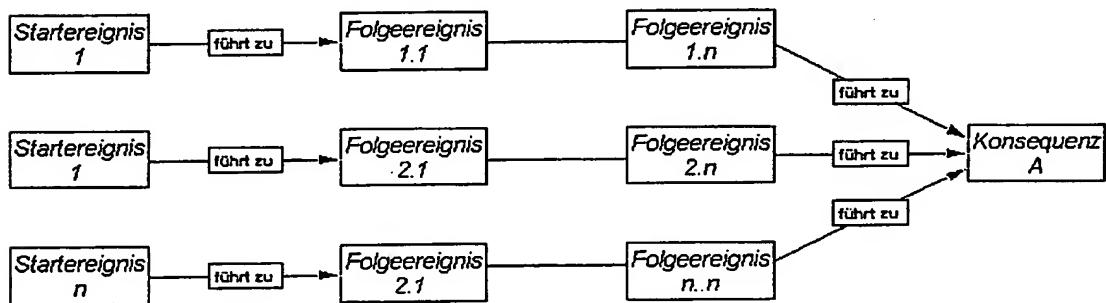 Startereignis
1
führt zu
Folgeereignis
1.1
Folgeereignis
1.n
führt zu
Startereignis
1
führt zu
Folgeereignis
2.1
Folgeereignis
2.n
führt zu
Konsequenz
A
führt zu
Startereignis
n
führt zu
Folgeereignis
2.1
Folgeereignis
n..n